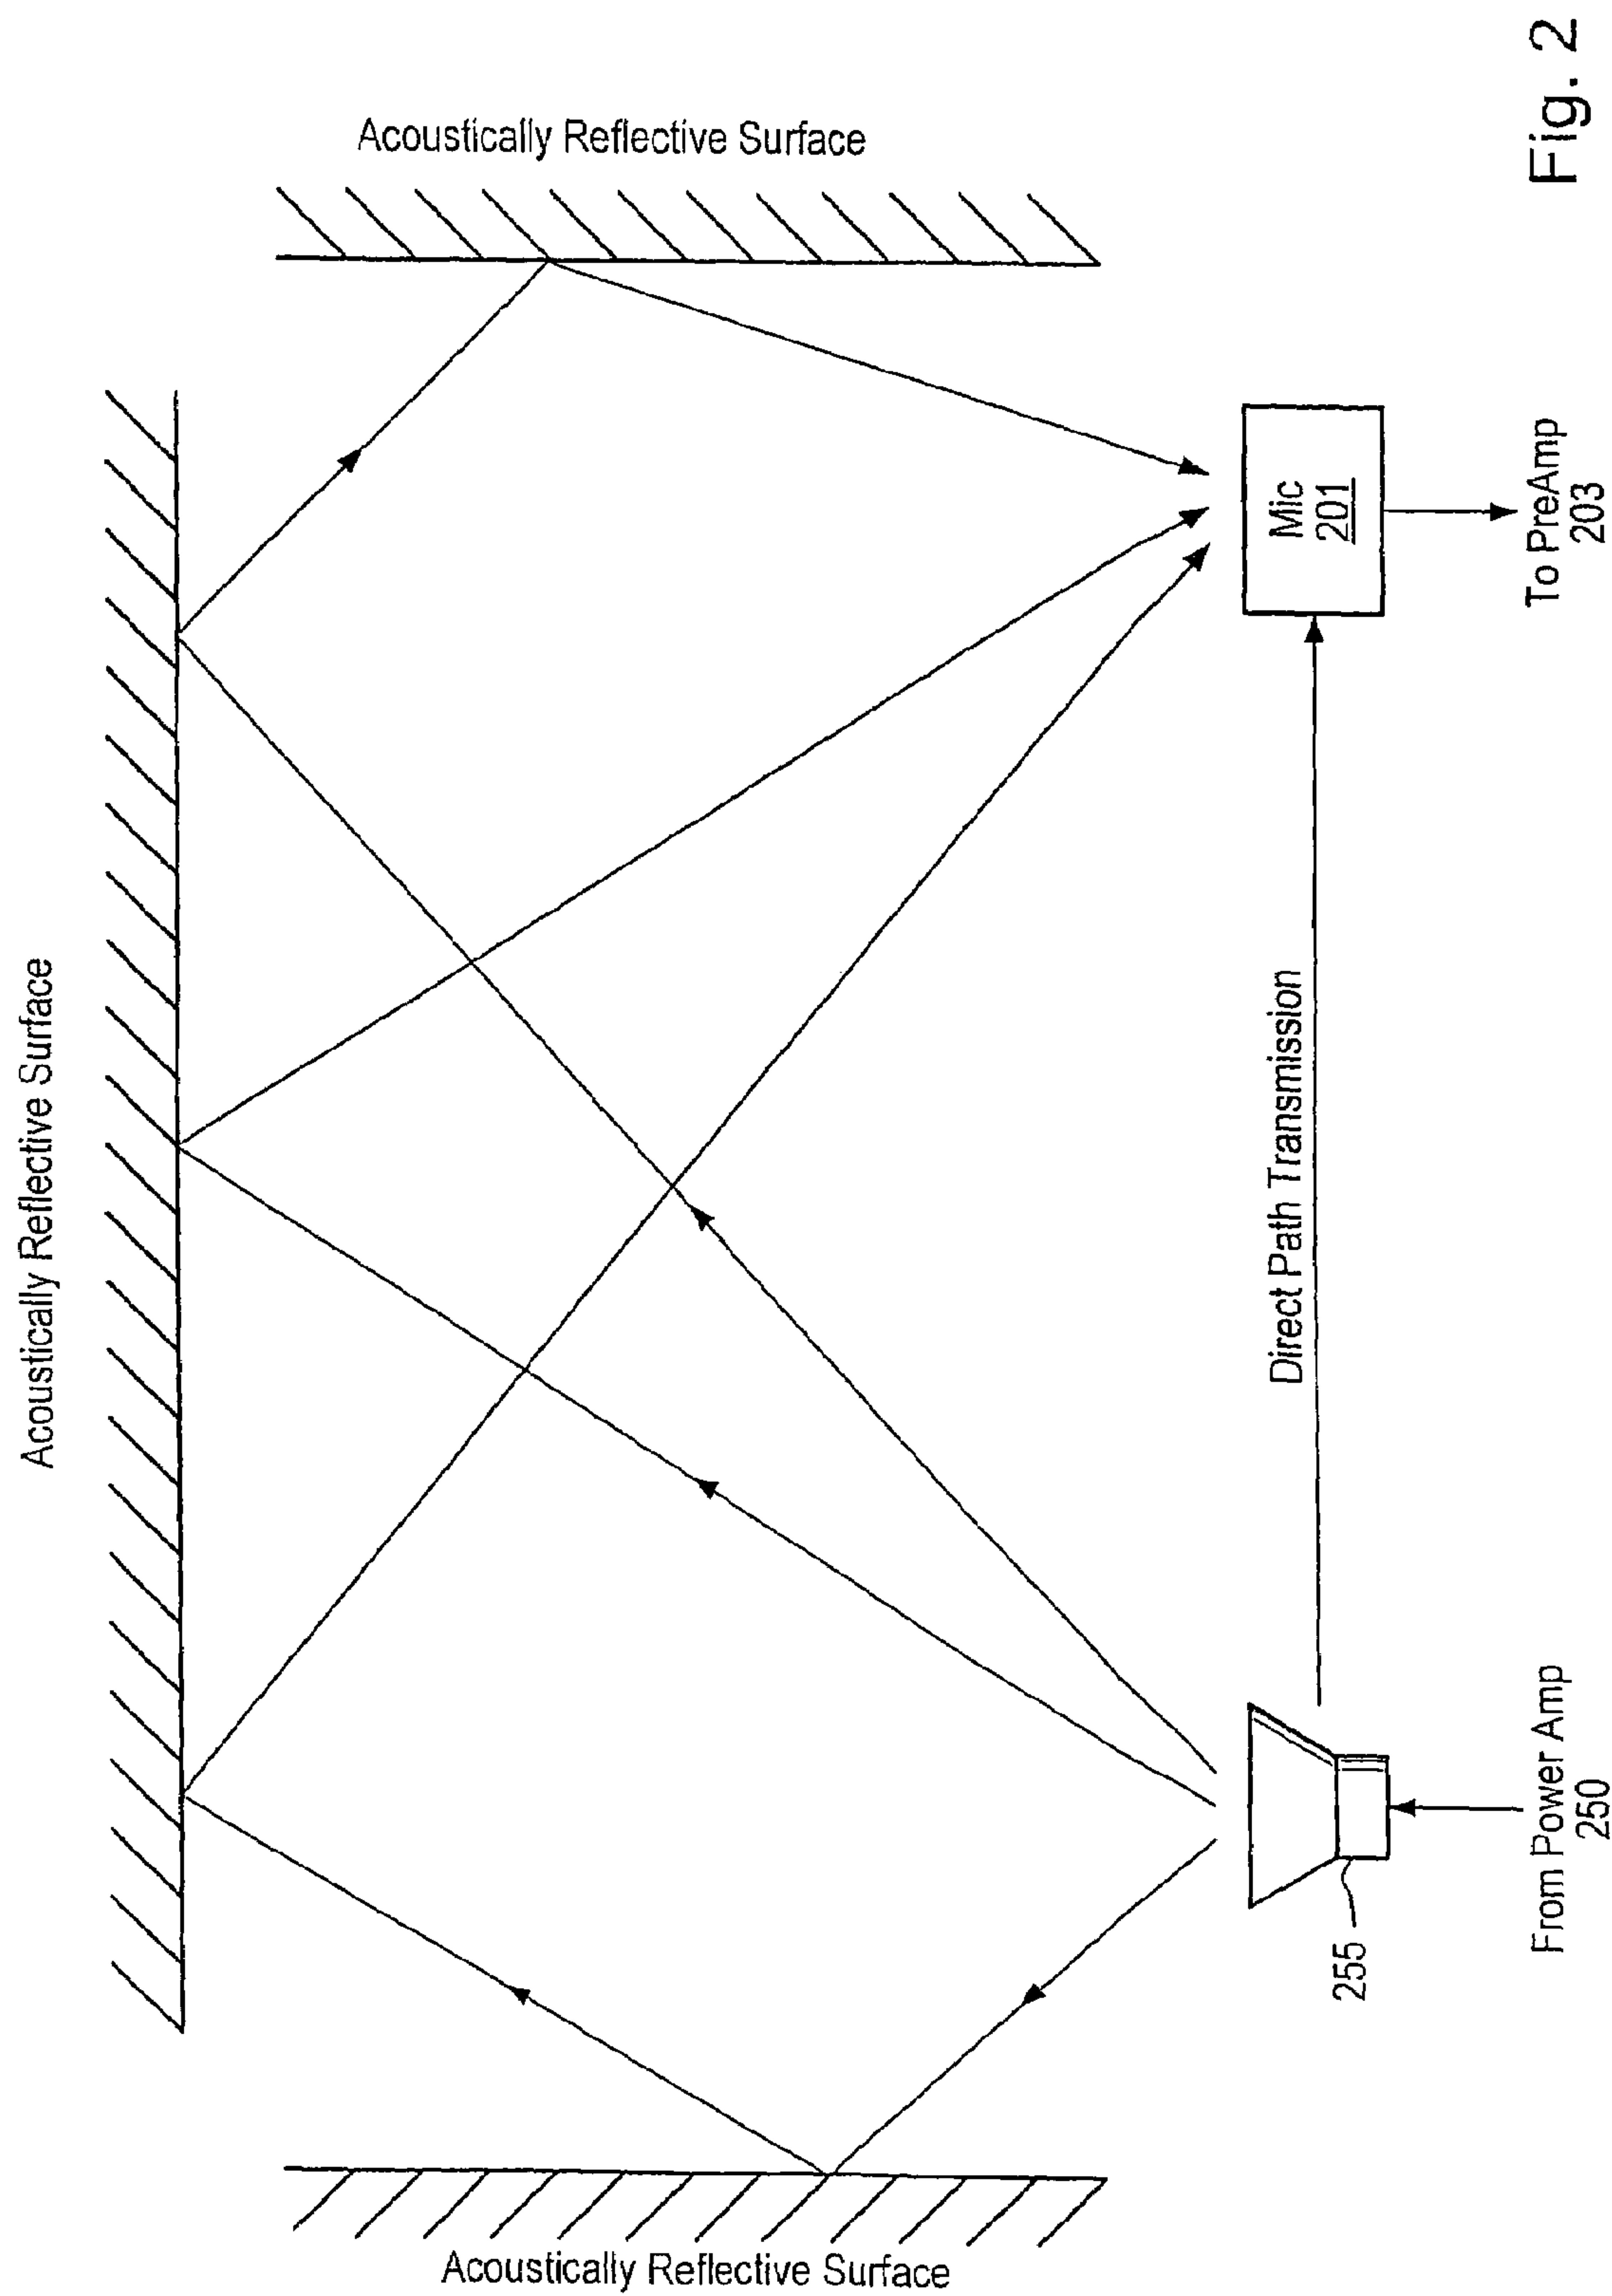 Acoustically Reflective Surface
Acoustically Reflective Surface
Acoustically Reflective Surface
Direct Path Transmission
Mic
201
To PreAmp
203
255
From Power Amp
250
Fig. 2